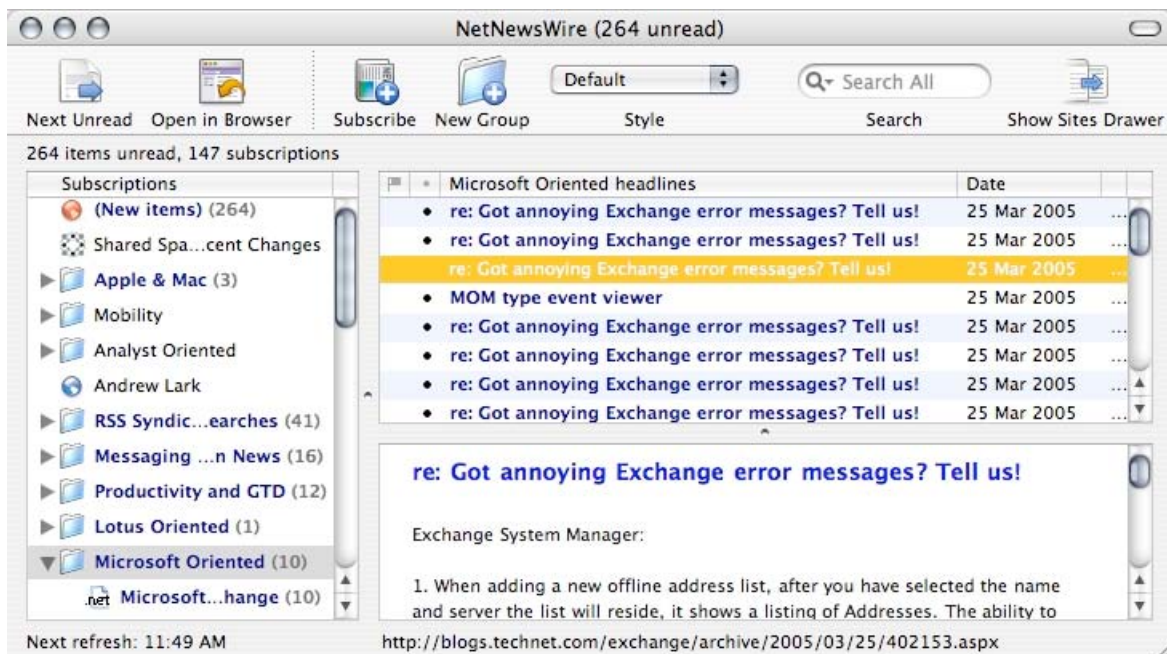 NetNewsWire (264 unread)
Default
Search All
Next Unread Open in Browser Subscribe New Group Style Search Show Sites Drawer
264 items unread, 147 subscriptions
Subscriptions
(New items) (264)
Shared Spa...cent Changes
Apple & Mac (3)
Mobility
Analyst Oriented
Andrew Lark
RSS Syndic...earches (41)
Messaging ...n News (16)
Productivity and GTD (12)
Lotus Oriented (1)
Microsoft Oriented (10)
.net Microsoft...hange (10)
Microsoft Oriented headlines Date
re: Got annoying Exchange error messages? Tell us! 25 Mar 2005 ...
re: Got annoying Exchange error messages? Tell us! 25 Mar 2005 ...
re: Got annoying Exchange error messages? Tell us! 25 Mar 2005 ...
MOM type event viewer 25 Mar 2005 ...
re: Got annoying Exchange error messages? Tell us! 25 Mar 2005 ...
re: Got annoying Exchange error messages? Tell us! 25 Mar 2005 ...
re: Got annoying Exchange error messages? Tell us! 25 Mar 2005 ...
re: Got annoying Exchange error messages? Tell us! 25 Mar 2005 ...
re: Got annoying Exchange error messages? Tell us!
Exchange System Manager:
1. When adding a new offline address list, after you have selected the name
and server the list will reside, it shows a listing of Addresses. The ability to
Next refresh: 11:49 AM
http://blogs.technet.com/exchange/archive/2005/03/25/402153.aspx